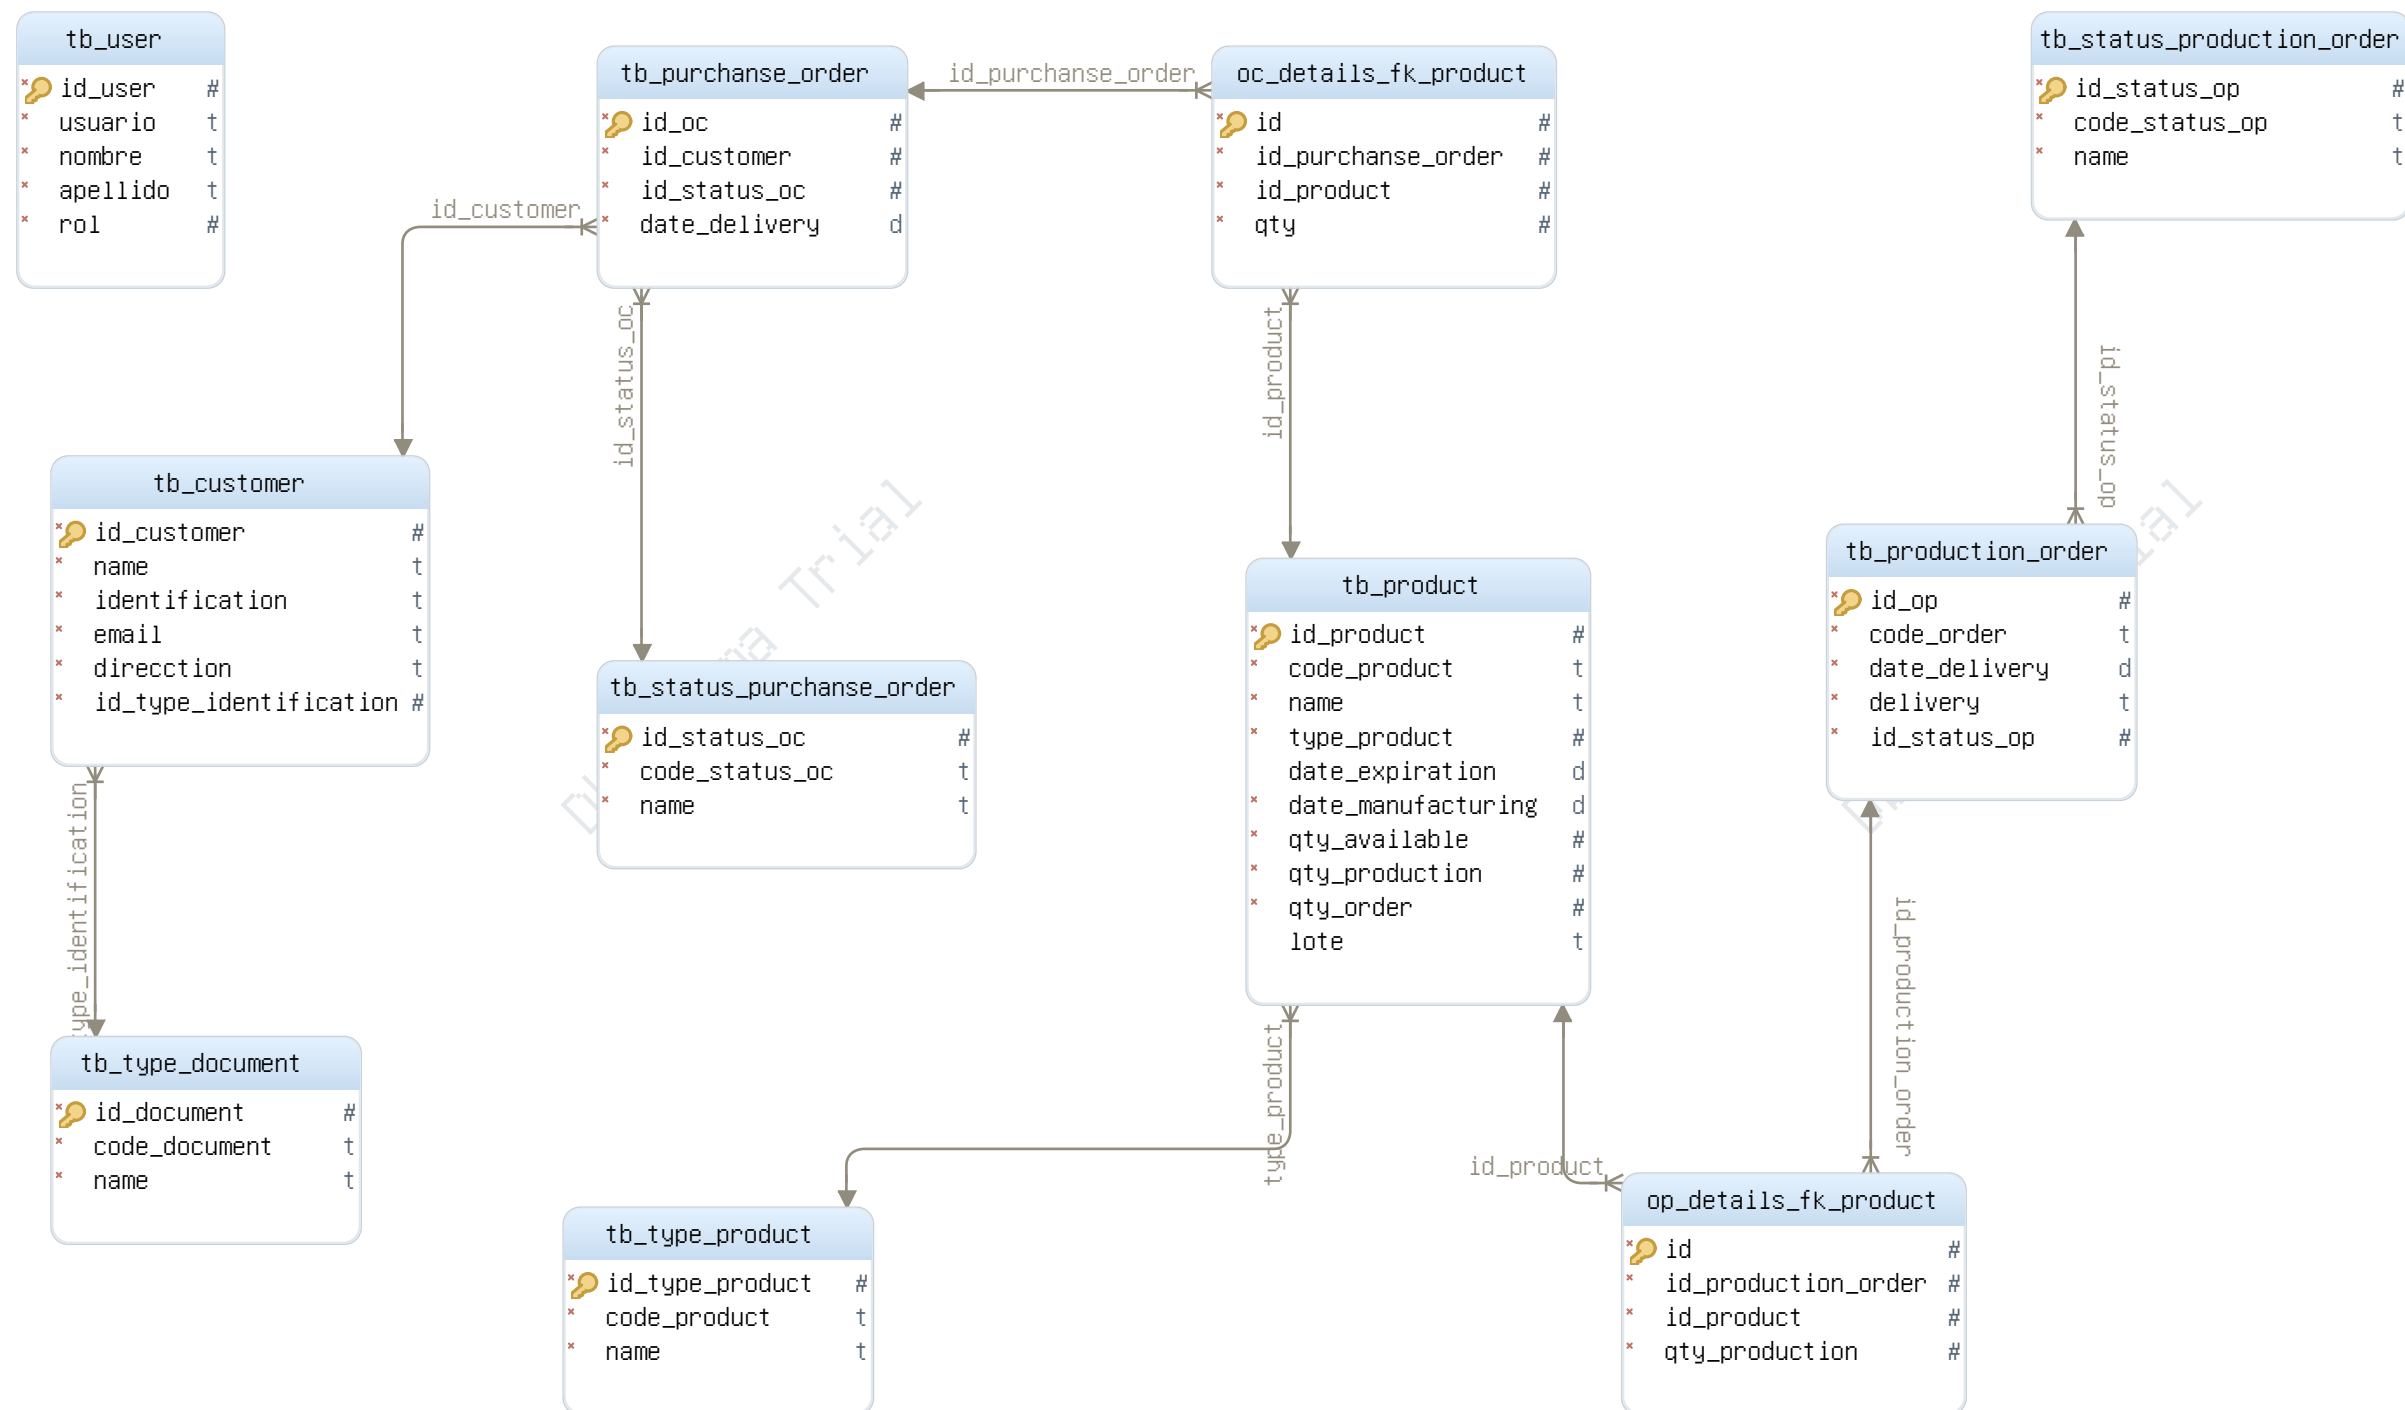 tb_user
id_user #
usuario t
nombre t
apellido t
rol #
tb_purchanse_order
id_oc #
id_customer #
id_status_oc #
date_delivery d
id_purchanse_order
oc_details_fk_product
id #
id_purchanse_order #
id_product #
qty #
tb_status_production_order
id_status_op #
code_status_op t
name t
id_customer
id_status_oc
id_product
id_status_op
tb_customer
id_customer #
name t
identification t
email t
direcction t
id_type_identification #
Trial
tb_status_purchanse_order
id_status_oc #
code_status_oc t
name t
tb_product
id_product #
code_product t
name t
type_product #
date_expiration d
date_manufacturing d
qty_available #
qty_production #
qty_order #
lote t
tb_production_order
id_op #
code_order t
date_delivery d
delivery t
id_status_op #
type_identification
type_product
id_product
id_production_order
tb_type_document
id_document #
code_document t
name t
tb_type_product
id_type_product #
code_product t
name t
op_details_fk_product
id #
id_production_order #
id_product #
qty_production #